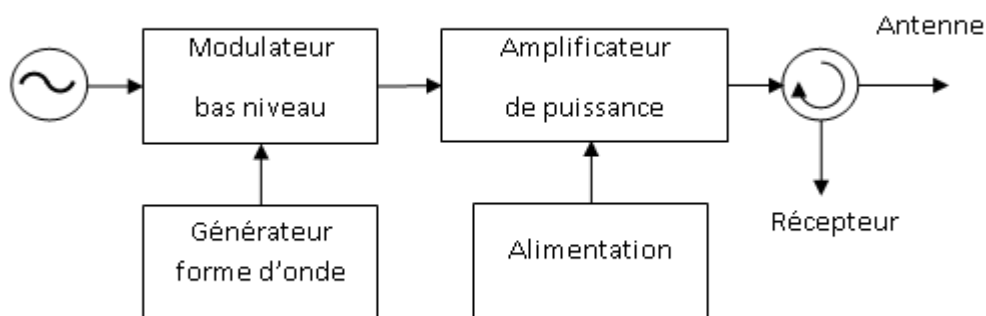 Antenne
Modulateur
bas niveau
Amplificateur
de puissance
Récepteur
Générateur
forme d'onde
Alimentation